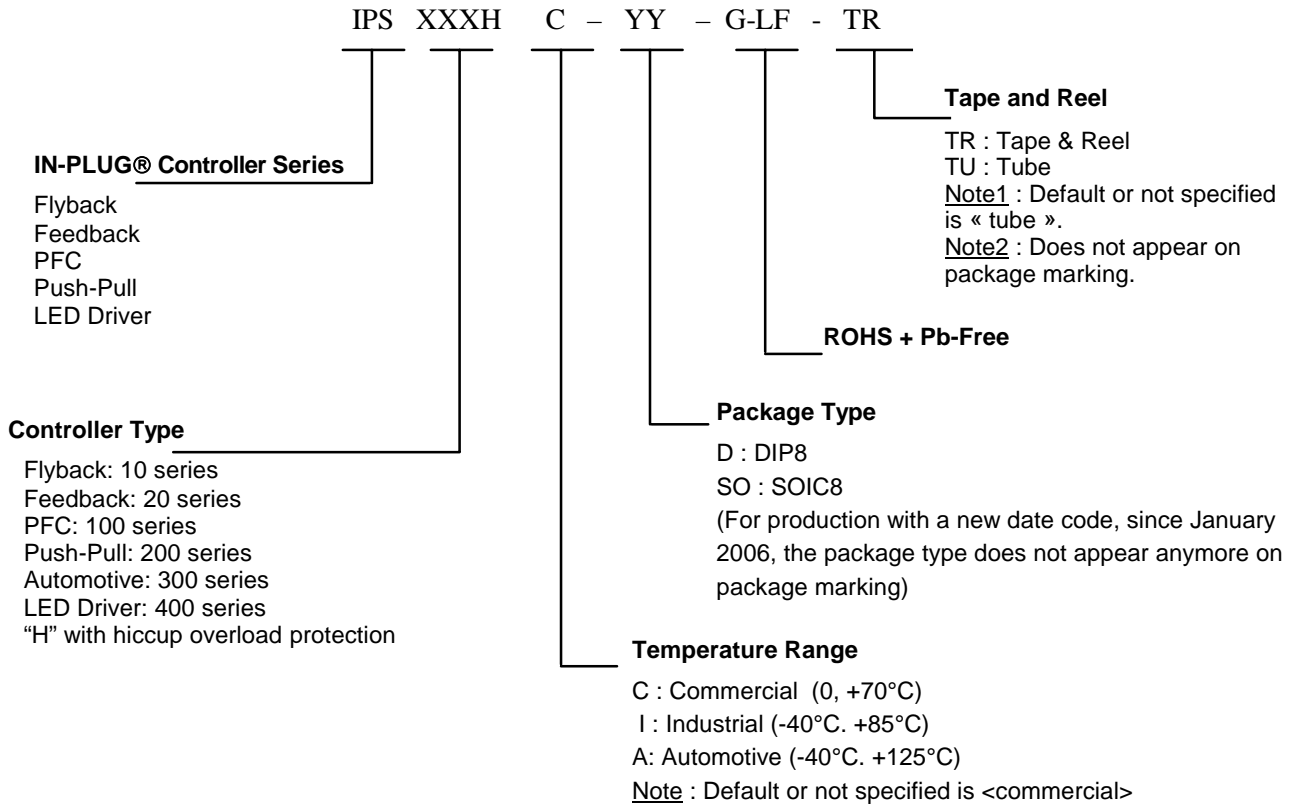 IPS XXXH C – YY – G-LF - TR
Tape and Reel
TR : Tape & Reel
TU : Tube
Note1 : Default or not specified
is « tube ».
Note2 : Does not appear on
package marking.
IN-PLUG® Controller Series
Flyback
Feedback
PFC
Push-Pull
LED Driver
ROHS + Pb-Free
Controller Type
Flyback: 10 series
Feedback: 20 series
PFC: 100 series
Push-Pull: 200 series
Automotive: 300 series
LED Driver: 400 series
“H” with hiccup overload protection
Package Type
D : DIP8
SO : SOIC8
(For production with a new date code, since January
2006, the package type does not appear anymore on
package marking)
Temperature Range
C : Commercial (0, +70°C)
I : Industrial (-40°C. +85°C)
A: Automotive (-40°C. +125°C)
Note : Default or not specified is <commercial>